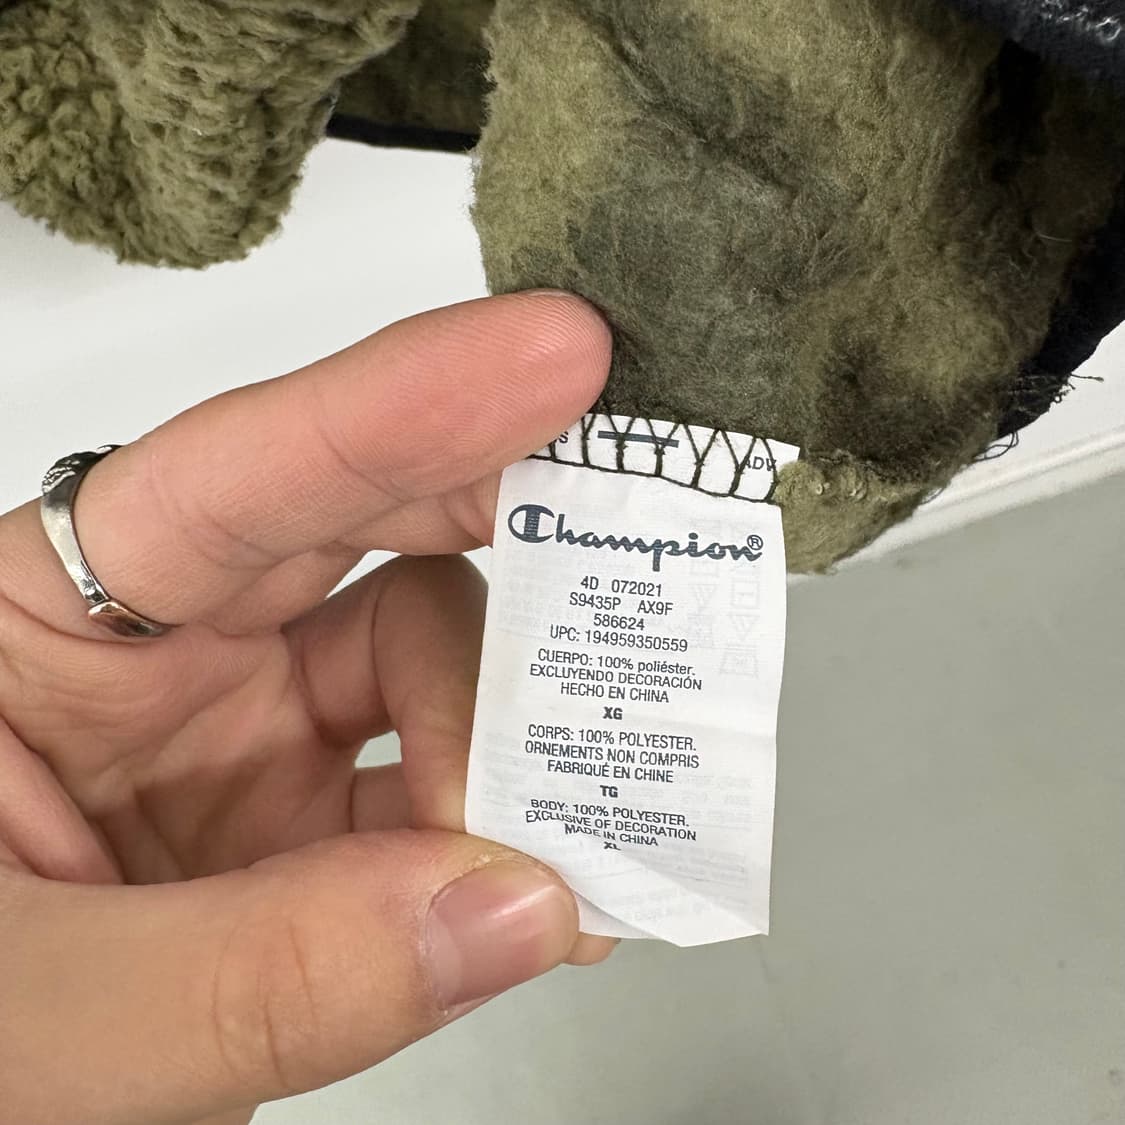 Champion®
4D 072021
S9435P AX9F
586624
UPC: 194959350559
CUERPO: 100% poliéster.
EXCLUYENDO DECORACIÓN
HECHO EN CHINA
XG
CORPS: 100% POLYESTER.
ORNEMENTS NON COMPRIS
FABRIQUÉ EN CHINE
TG
BODY: 100% POLYESTER.
EXCLUSIVE OF DECORATION
MADE IN CHINA
XL